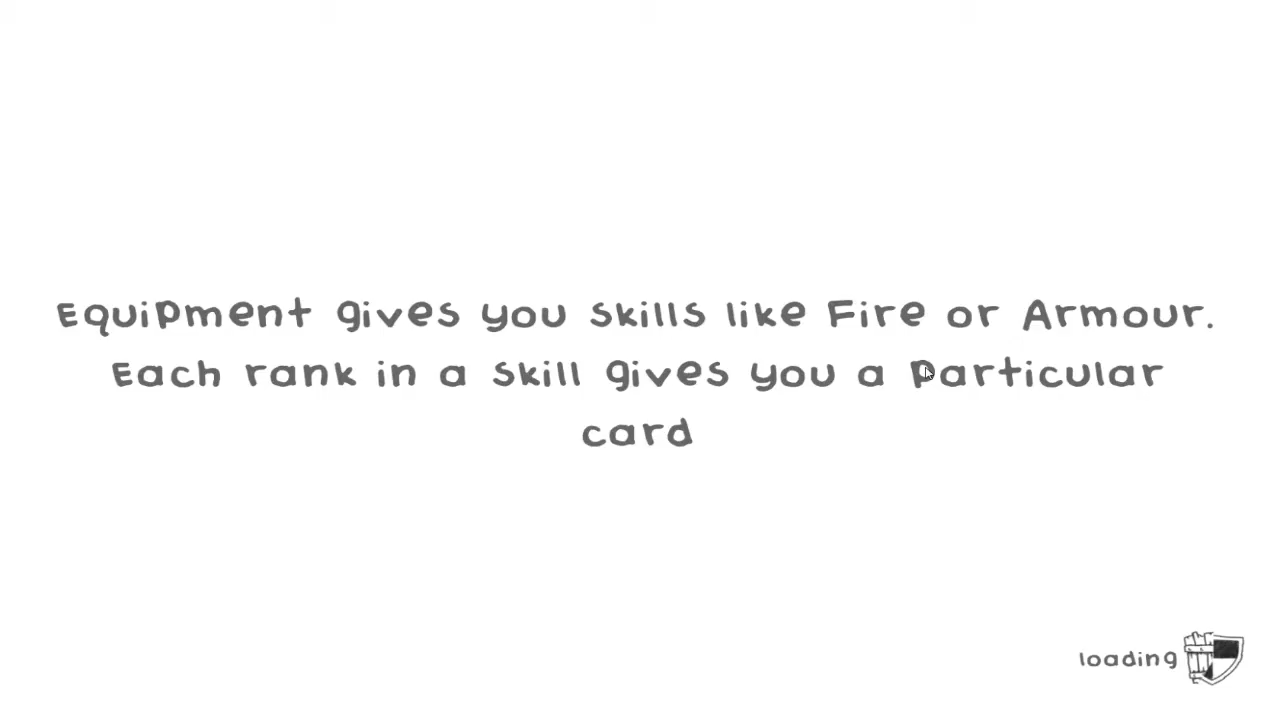 Equipment gives you skills like Fire or Armour.
Each rank in a skill gives you a particular
card
loading